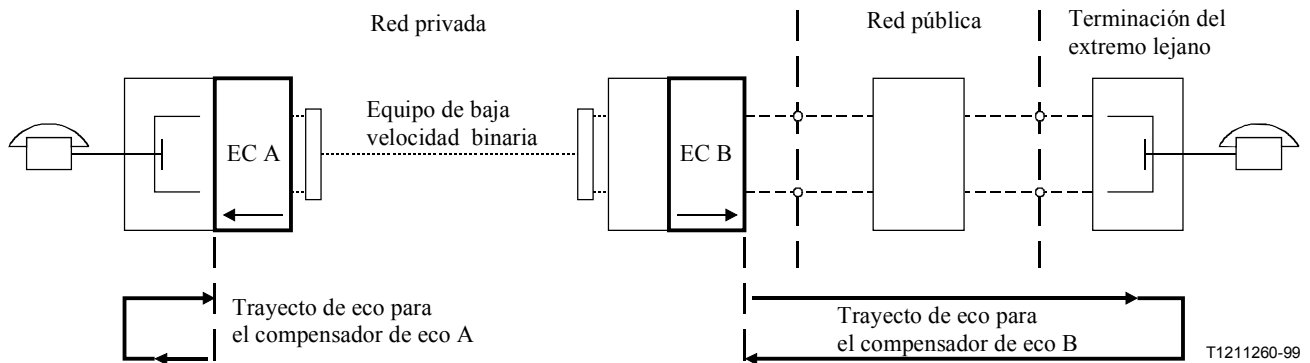 Red privada
Red pública
Terminación del
extremo lejano
Equipo de baja
velocidad binaria
EC A
EC B
Trayecto de eco para
el compensador de eco A
Trayecto de eco para
el compensador de eco B
T1211260-99